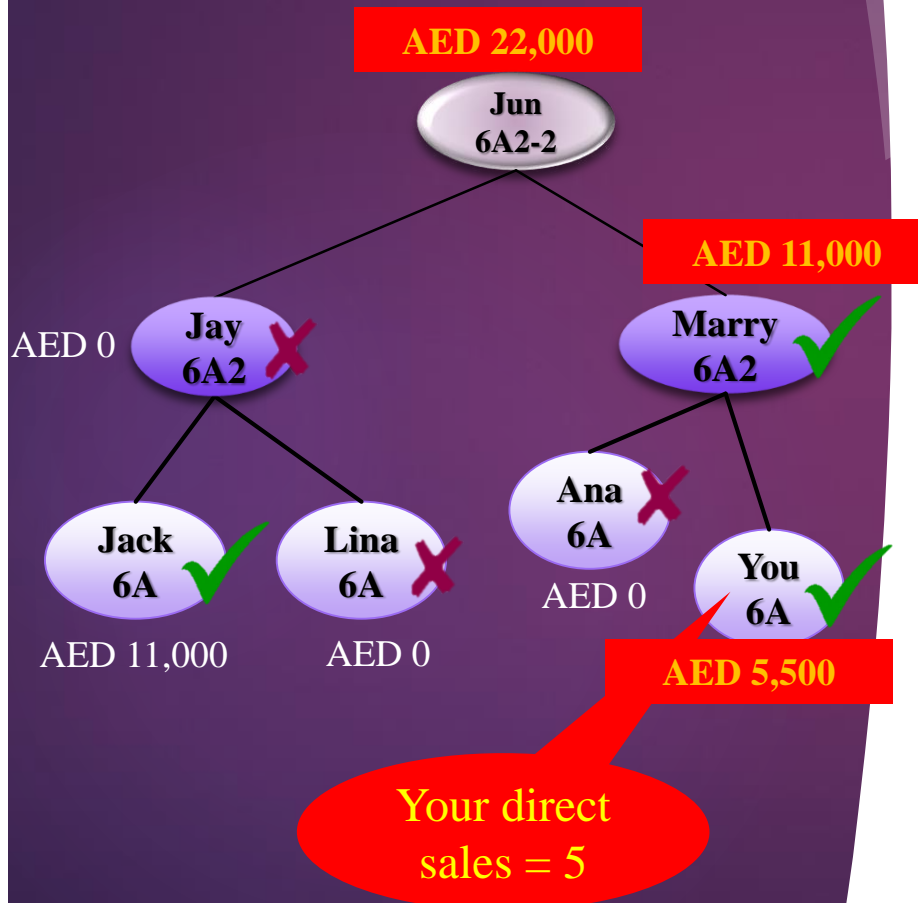 AED 22,000
Jun
6A2-2
AED 11,000
AED 0
Jay
6A2
Marry
6A2
Jack
6A
Lina
6A
Ana
6A
You
6A
AED 11,000
AED 0
AED 0
AED 5,500
Your direct
sales = 5